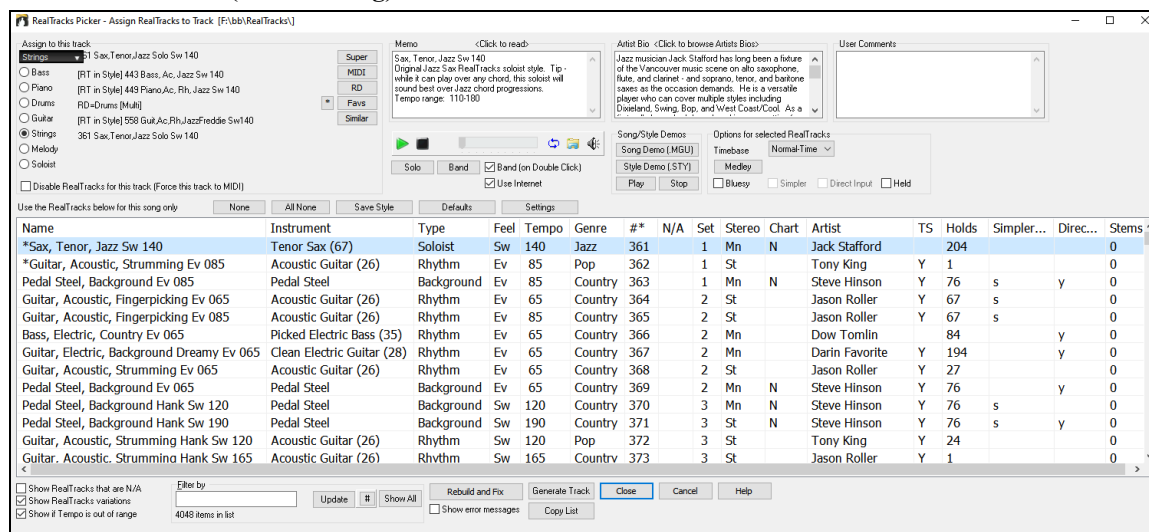 RealTracks Picker - Assign RealTracks to Track [F:\bb\RealTracks\]
Assign to this track
Strings
61 Sax,Tenor,Jazz Solo Sw 140
Bass [RT in Style] 443 Bass, Ac, Jazz Sw 140
Piano [RT in Style] 449 Piano,Ac, Rh, Jazz Sw 140
Drums RD=Drums [Multi]
Guitar [RT in Style] 558 Guit,Ac,Rh,JazzFreddie Sw140
Strings 361 Sax,Tenor,Jazz Solo Sw 140
Melody
Soloist
Disable RealTracks for this track (Force this track to MIDI)
Super
MIDI
RD
* Favs
Similar
Memo <Click to read>
Sax, Tenor, Jazz Sw 140
Original Jazz Sax RealTracks soloist style. Tip -
while it can play over any chord, this soloist will
sound best over Jazz chord progressions.
Tempo range: 110-180
Solo Band Band (on Double Click)
Use Internet
Artist Bio <Click to browse Artists Bios>
Jazz musician Jack Stafford has long been a fixture
of the Vancouver music scene on alto saxophone,
flute, and clarinet - and soprano, tenor, and baritone
saxes as the occasion demands. He is a versatile
player who can cover multiple styles including
Dixieland, Swing, Bop, and West Coast/Cool. As a
User Comments
Song/Style Demos
Song Demo (.MGU)
Style Demo (.STY)
Play Stop
Options for selected RealTracks
Timebase Normal-Time
Medley
Bluesy Simpler Direct Input Held
Use the RealTracks below for this song only None All None Save Style Defaults Settings
Name Instrument Type Feel Tempo Genre #* N/A Set Stereo Chart Artist TS Holds Simpler... Direc... Stems
*Sax, Tenor, Jazz Sw 140 Tenor Sax (67) Soloist Sw 140 Jazz 361 1 Mn N Jack Stafford 204 0
*Guitar, Acoustic, Strumming Ev 085 Acoustic Guitar (26) Rhythm Ev 85 Pop 362 1 St Tony King Y 1 0
Pedal Steel, Background Ev 085 Pedal Steel Background Ev 85 Country 363 1 Mn N Steve Hinson Y 76 s y 0
Guitar, Acoustic, Fingerpicking Ev 065 Acoustic Guitar (26) Rhythm Ev 65 Country 364 2 St Jason Roller Y 67 s 0
Guitar, Acoustic, Fingerpicking Ev 085 Acoustic Guitar (26) Rhythm Ev 85 Country 365 2 St Jason Roller Y 67 s 0
Bass, Electric, Country Ev 065 Picked Electric Bass (35) Rhythm Ev 65 Country 366 2 Mn Dow Tomlin 84 y 0
Guitar, Electric, Background Dreamy Ev 065 Clean Electric Guitar (28) Rhythm Ev 65 Country 367 2 Mn Darin Favorite Y 194 y 0
Guitar, Acoustic, Strumming Ev 065 Acoustic Guitar (26) Rhythm Ev 65 Country 368 2 St Jason Roller Y 27 0
Pedal Steel, Background Ev 065 Pedal Steel Background Ev 65 Country 369 2 Mn N Steve Hinson Y 76 y 0
Pedal Steel, Background Hank Sw 120 Pedal Steel Background Sw 120 Country 370 3 Mn N Steve Hinson Y 76 s 0
Pedal Steel, Background Hank Sw 190 Pedal Steel Background Sw 190 Country 371 3 St N Steve Hinson Y 76 s y 0
Guitar, Acoustic, Strumming Hank Sw 120 Acoustic Guitar (26) Rhythm Sw 120 Pop 372 3 St Tony King Y 24 0
Guitar, Acoustic, Strumming Hank Sw 165 Acoustic Guitar (26) Rhythm Sw 165 Country 373 3 St Jason Roller Y 1 0
Show RealTracks that are N/A
Show RealTracks variations
Show if Tempo is out of range
Filter by
Update # Show All
4048 items in list
Rebuild and Fix Generate Track Close Cancel Help
Show error messages Copy List